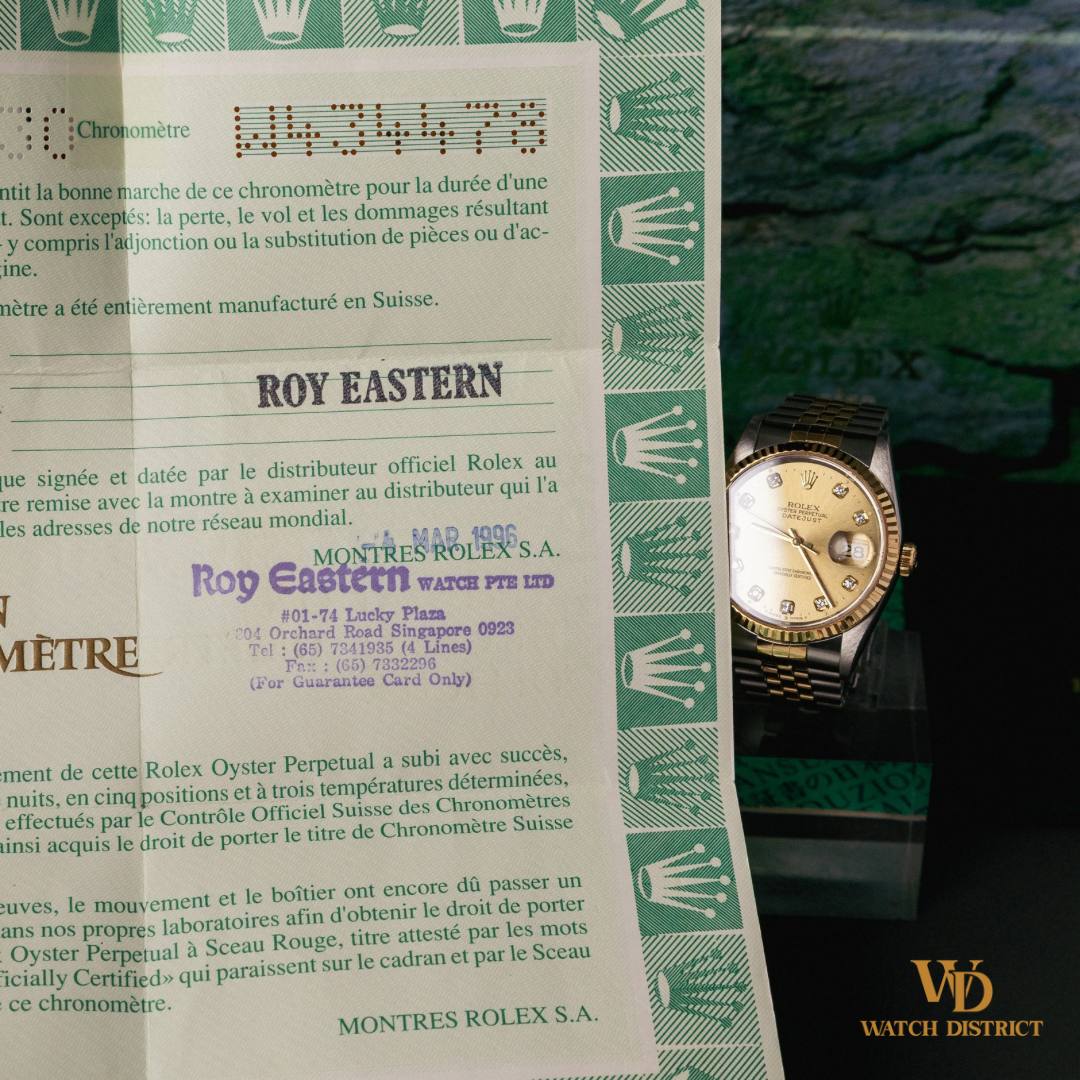 30 Chronomètre W434478
ntit la bonne marche de ce chronomètre pour la durée d'une
t. Sont exceptés: la perte, le vol et les dommages résultant
- y compris l'adjonction ou la substitution de pièces ou d'ac-
gine.
mètre a été entièrement manufacturé en Suisse.
ROY EASTERN
que signée et datée par le distributeur officiel Rolex au
re remise avec la montre à examiner au distributeur qui l'a
les adresses de notre réseau mondial.
-4 MAR 1996
MONTRES ROLEX S.A.
Roy Eastern WATCH PTE LTD
#01-74 Lucky Plaza
304 Orchard Road Singapore 0923
Tel : (65) 7341935 (4 Lines)
Fax : (65) 7332296
(For Guarantee Card Only)
N
MÈTRE
ement de cette Rolex Oyster Perpetual a subi avec succès,
nuits, en cinq positions et à trois températures déterminées,
effectués par le Contrôle Officiel Suisse des Chronomètres
ainsi acquis le droit de porter le titre de Chronomètre Suisse
euves, le mouvement et le boîtier ont encore dû passer un
ans nos propres laboratoires afin d'obtenir le droit de porter
Oyster Perpetual à Sceau Rouge, titre attesté par les mots
ficially Certified» qui paraissent sur le cadran et par le Sceau
e ce chronomètre.
MONTRES ROLEX S.A.
ROLEX
ROLEX
OYSTER PERPETUAL
DATEJUST
28
WD
WATCH DISTRICT